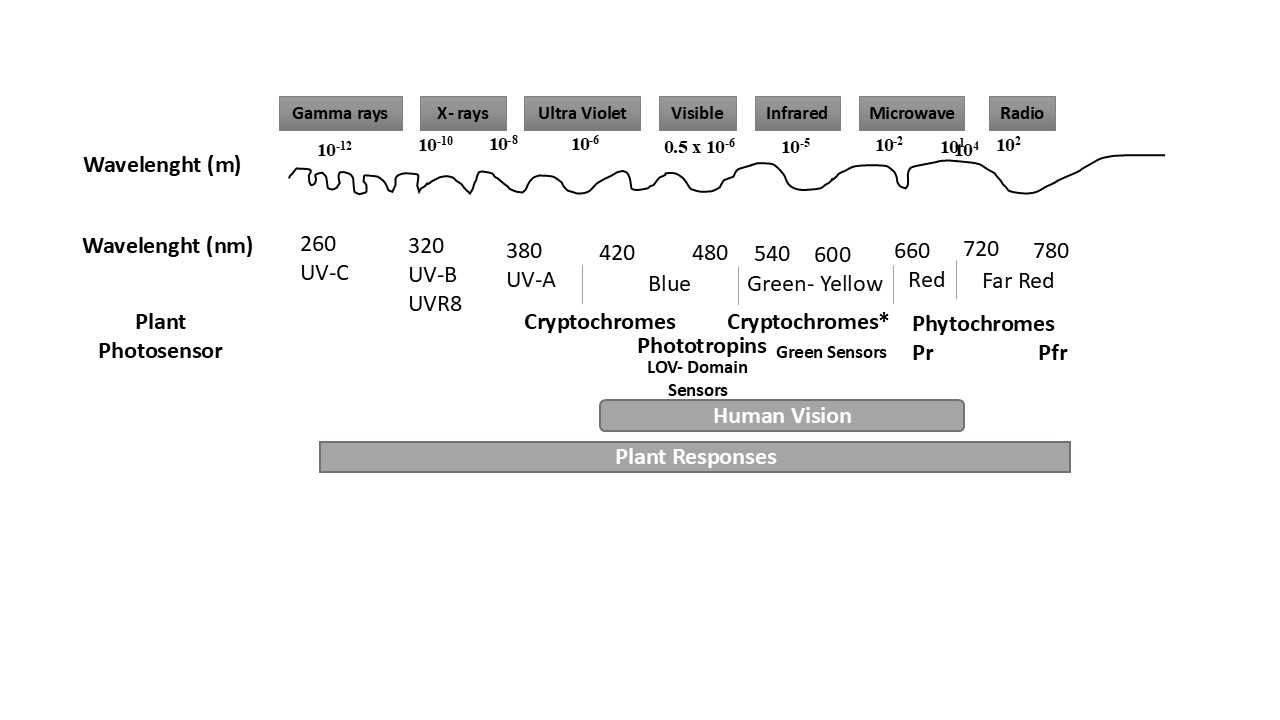 Gamma rays X- rays Ultra Violet Visible Infrared Microwave Radio
10⁻¹² 10⁻¹⁰ 10⁻⁸ 10⁻⁶ 0.5 x 10⁻⁶ 10⁻⁵ 10⁻² 10¹ 10⁴ 10²
Wavelenght (m)
Wavelenght (nm) 260 320 380 420 480 540 600 660 720 780
UV-C UV-B UV-A Blue Green- Yellow Red Far Red
UVR8
Plant Cryptochromes Cryptochromes* Phytochromes
Photosensor Phototropins Green Sensors Pr Pfr
LOV- Domain
Sensors
Human Vision
Plant Responses